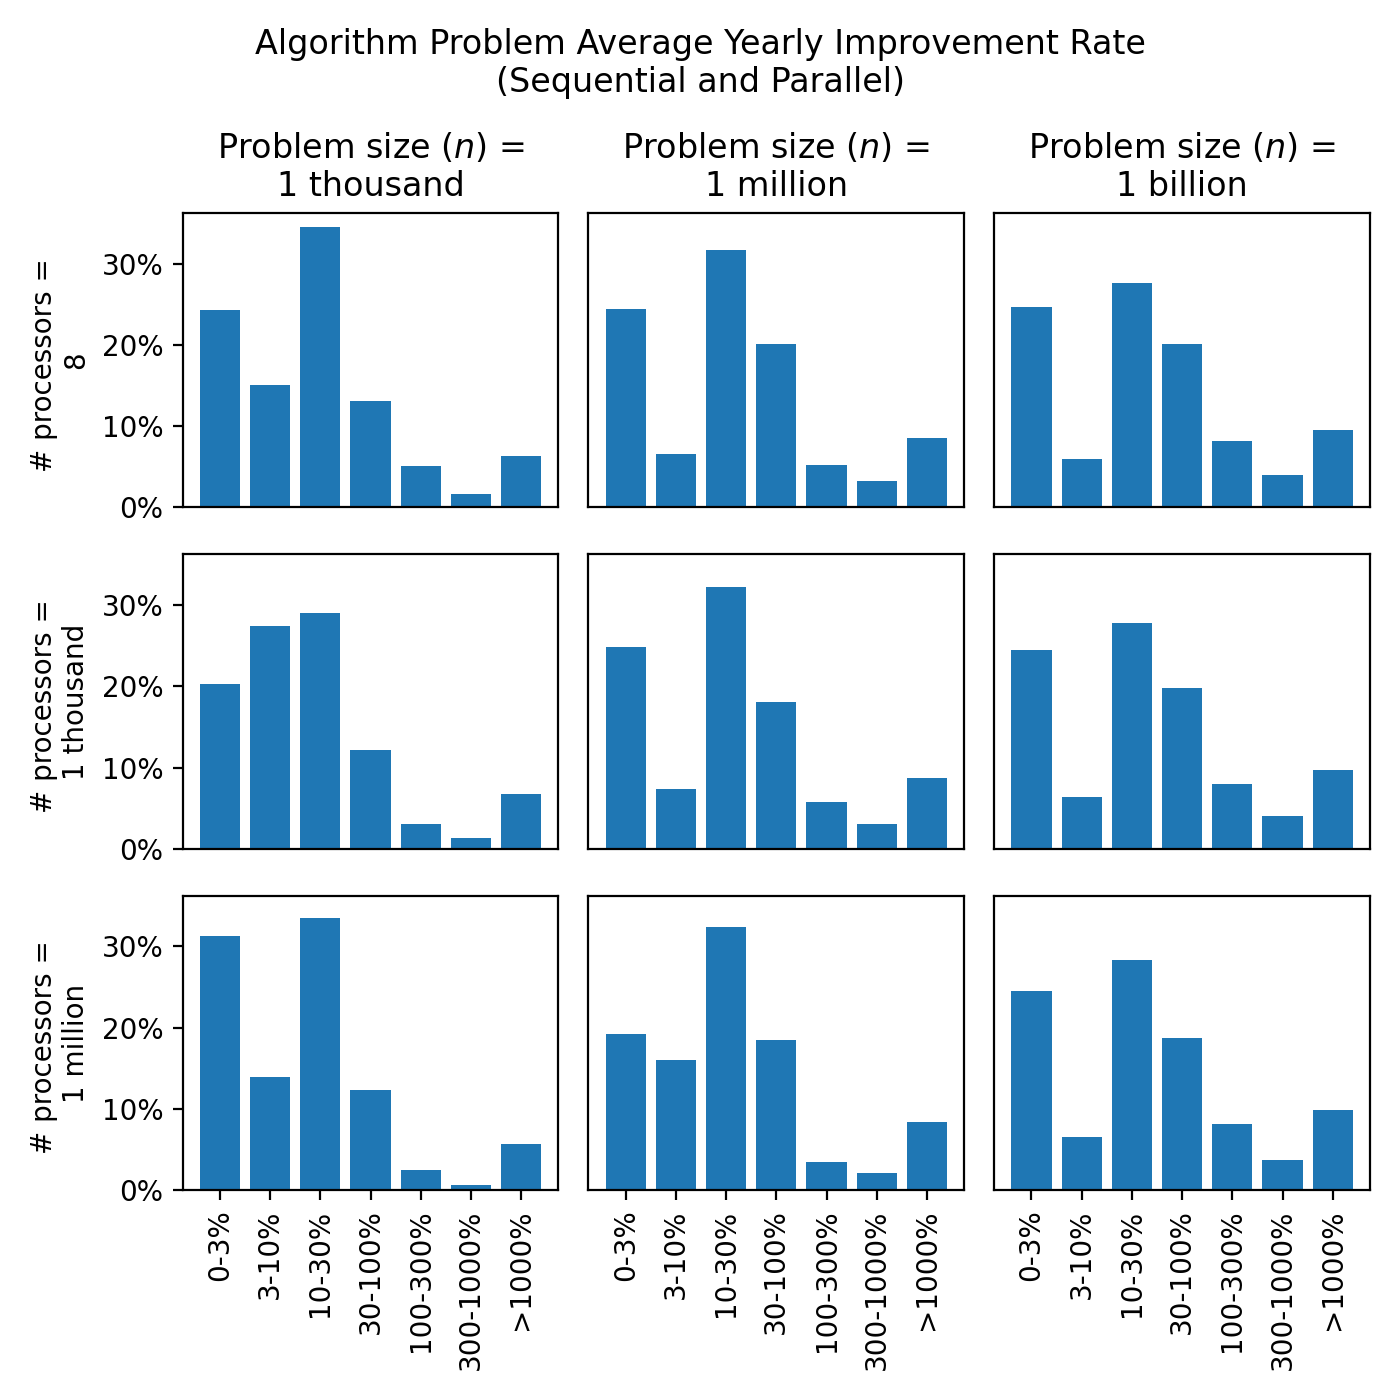 Algorithm Problem Average Yearly Improvement Rate
(Sequential and Parallel)
Problem size (n) =
1 thousand
Problem size (n) =
1 million
Problem size (n) =
1 billion
# processors =
8
30%
20%
10%
0%
# processors =
1 thousand
30%
20%
10%
0%
# processors =
1 million
30%
20%
10%
0%
0-3%
3-10%
10-30%
30-100%
100-300%
300-1000%
>1000%
0-3%
3-10%
10-30%
30-100%
100-300%
300-1000%
>1000%
0-3%
3-10%
10-30%
30-100%
100-300%
300-1000%
>1000%